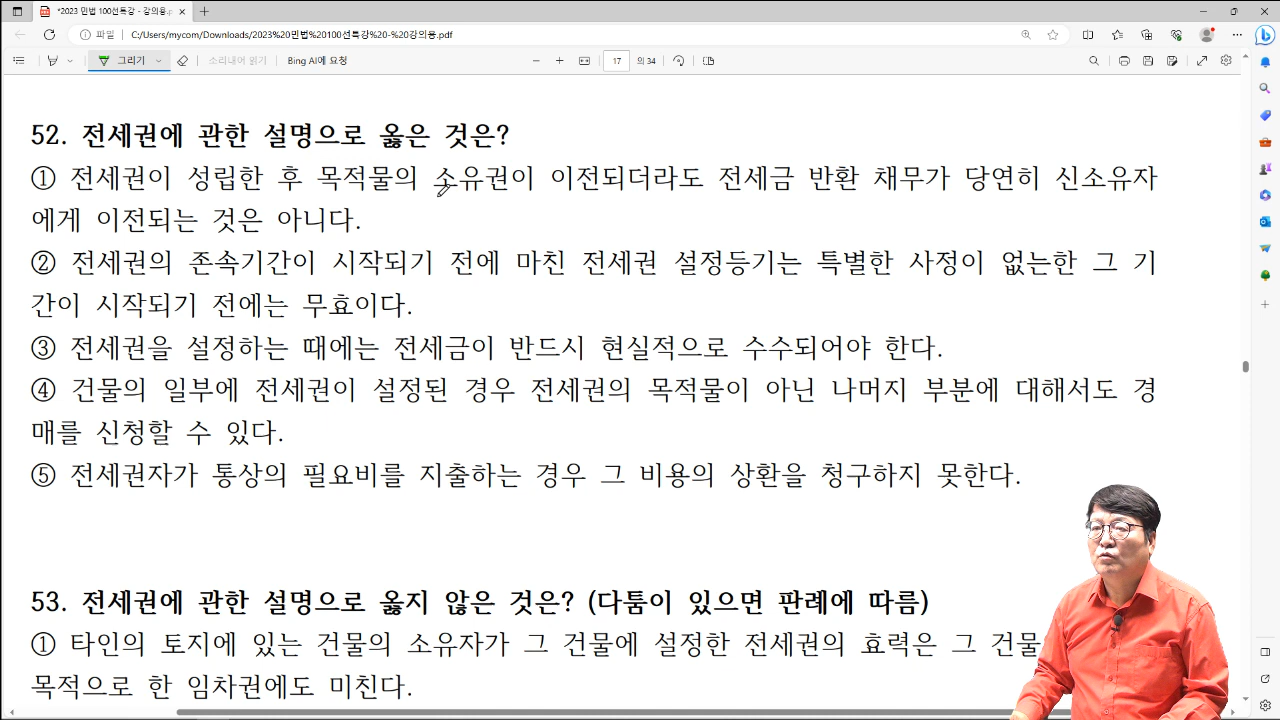 *2023 민법 100선특강 - 강의용.p
파일 C:/Users/mycom/Downloads/2023%20민법%20100선특강%20-%20강의용.pdf
그리기 소리내어 읽기 Bing AI에 요청 17 의 34
52. 전세권에 관한 설명으로 옳은 것은?
① 전세권이 성립한 후 목적물의 소유권이 이전되더라도 전세금 반환 채무가 당연히 신소유자
에게 이전되는 것은 아니다.
② 전세권의 존속기간이 시작되기 전에 마친 전세권 설정등기는 특별한 사정이 없는한 그 기
간이 시작되기 전에는 무효이다.
③ 전세권을 설정하는 때에는 전세금이 반드시 현실적으로 수수되어야 한다.
④ 건물의 일부에 전세권이 설정된 경우 전세권의 목적물이 아닌 나머지 부분에 대해서도 경
매를 신청할 수 있다.
⑤ 전세권자가 통상의 필요비를 지출하는 경우 그 비용의 상환을 청구하지 못한다.
53. 전세권에 관한 설명으로 옳지 않은 것은? (다툼이 있으면 판례에 따름)
① 타인의 토지에 있는 건물의 소유자가 그 건물에 설정한 전세권의 효력은 그 건물
목적으로 한 임차권에도 미친다.